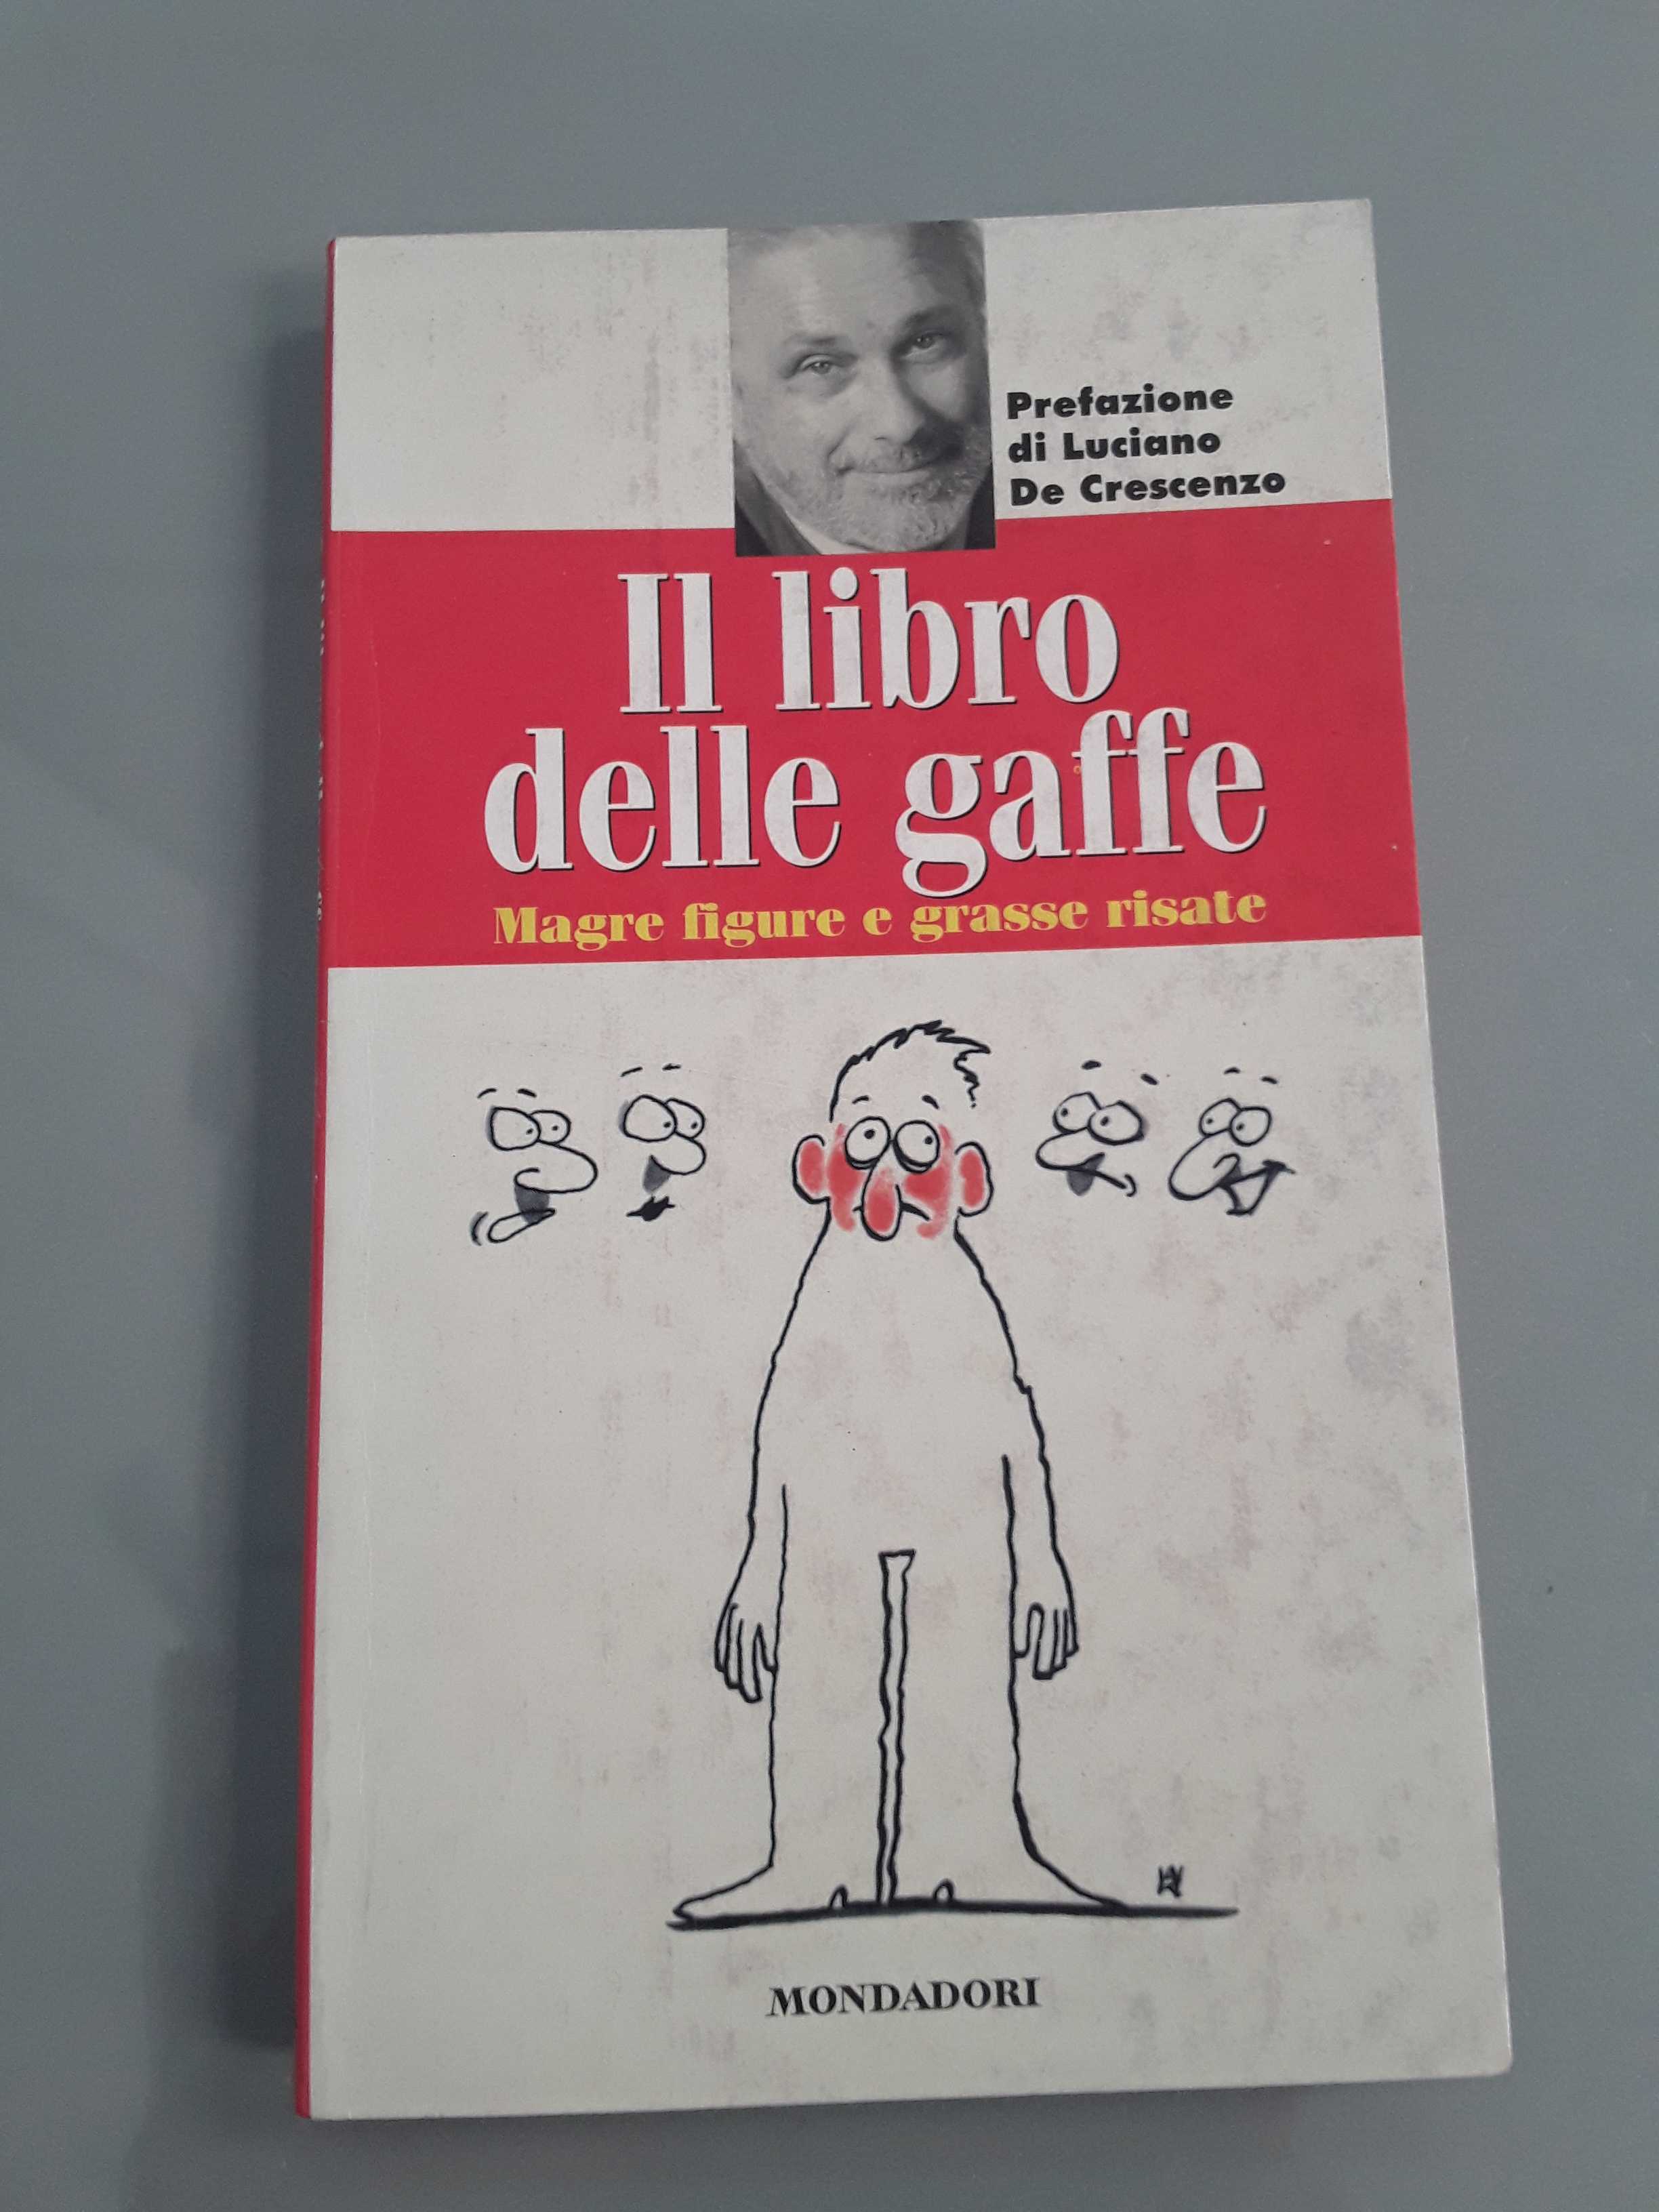 Prefazione
di Luciano
De Crescenzo
Il libro
delle gaffe
Magre figure e grasse risate
MONDADORI